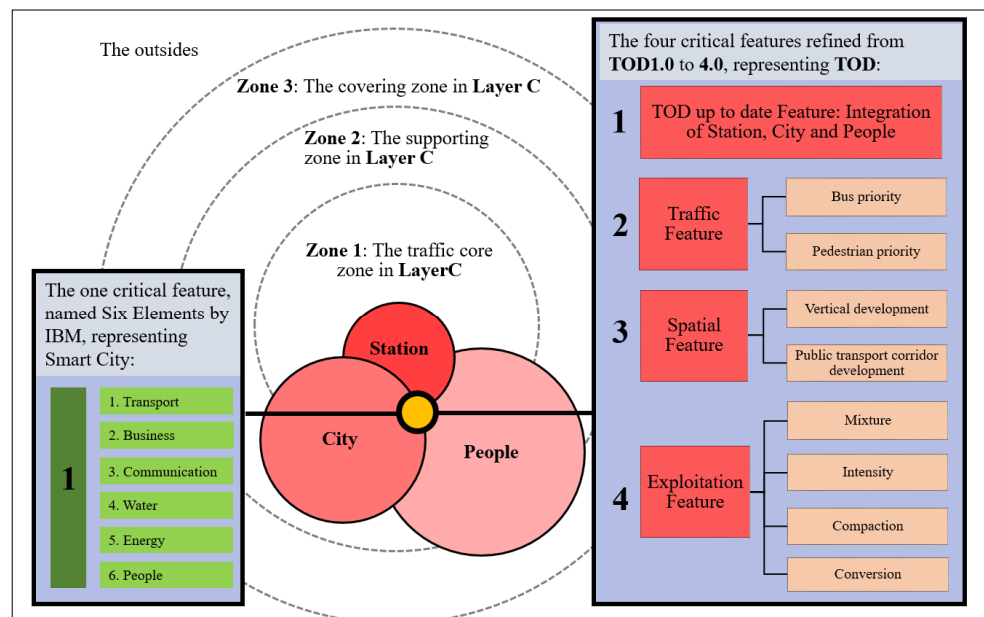 The outsides
Zone 3: The covering zone in Layer C
Zone 2: The supporting
zone in Layer C
Zone 1: The traffic core
zone in LayerC
Station
City
People
The one critical feature,
named Six Elements by
IBM, representing
Smart City:
1
1. Transport
2. Business
3. Communication
4. Water
5. Energy
6. People
The four critical features refined from
TOD1.0 to 4.0, representing TOD:
1
TOD up to date Feature: Integration
of Station, City and People
2
Traffic
Feature
Bus priority
Pedestrian priority
3
Spatial
Feature
Vertical development
Public transport corridor
development
4
Exploitation
Feature
Mixture
Intensity
Compaction
Conversion